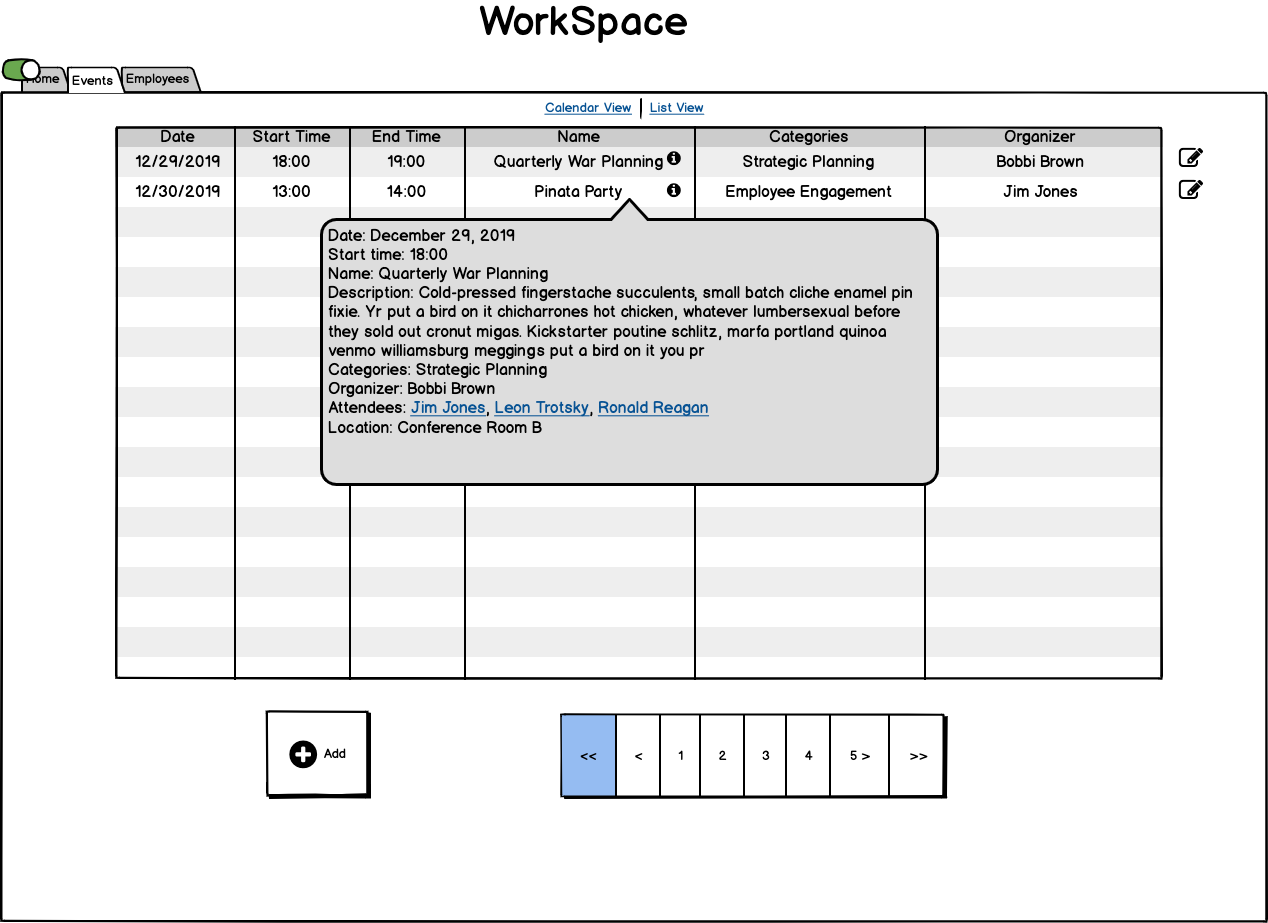 WorkSpace
Home Events Employees
Calendar View | List View
Date Start Time End Time Name Categories Organizer
12/29/2019 18:00 19:00 Quarterly War Planning Strategic Planning Bobbi Brown
12/30/2019 13:00 14:00 Pinata Party Employee Engagement Jim Jones
Date: December 29, 2019
Start time: 18:00
Name: Quarterly War Planning
Description: Cold-pressed fingerstache succulents, small batch cliche enamel pin
fixie. Yr put a bird on it chicharrones hot chicken, whatever lumbersexual before
they sold out cronut migas. Kickstarter poutine schlitz, marfa portland quinoa
venmo williamsburg meggings put a bird on it you pr
Categories: Strategic Planning
Organizer: Bobbi Brown
Attendees: Jim Jones, Leon Trotsky, Ronald Reagan
Location: Conference Room B
Add
<< < 1 2 3 4 5 > >>